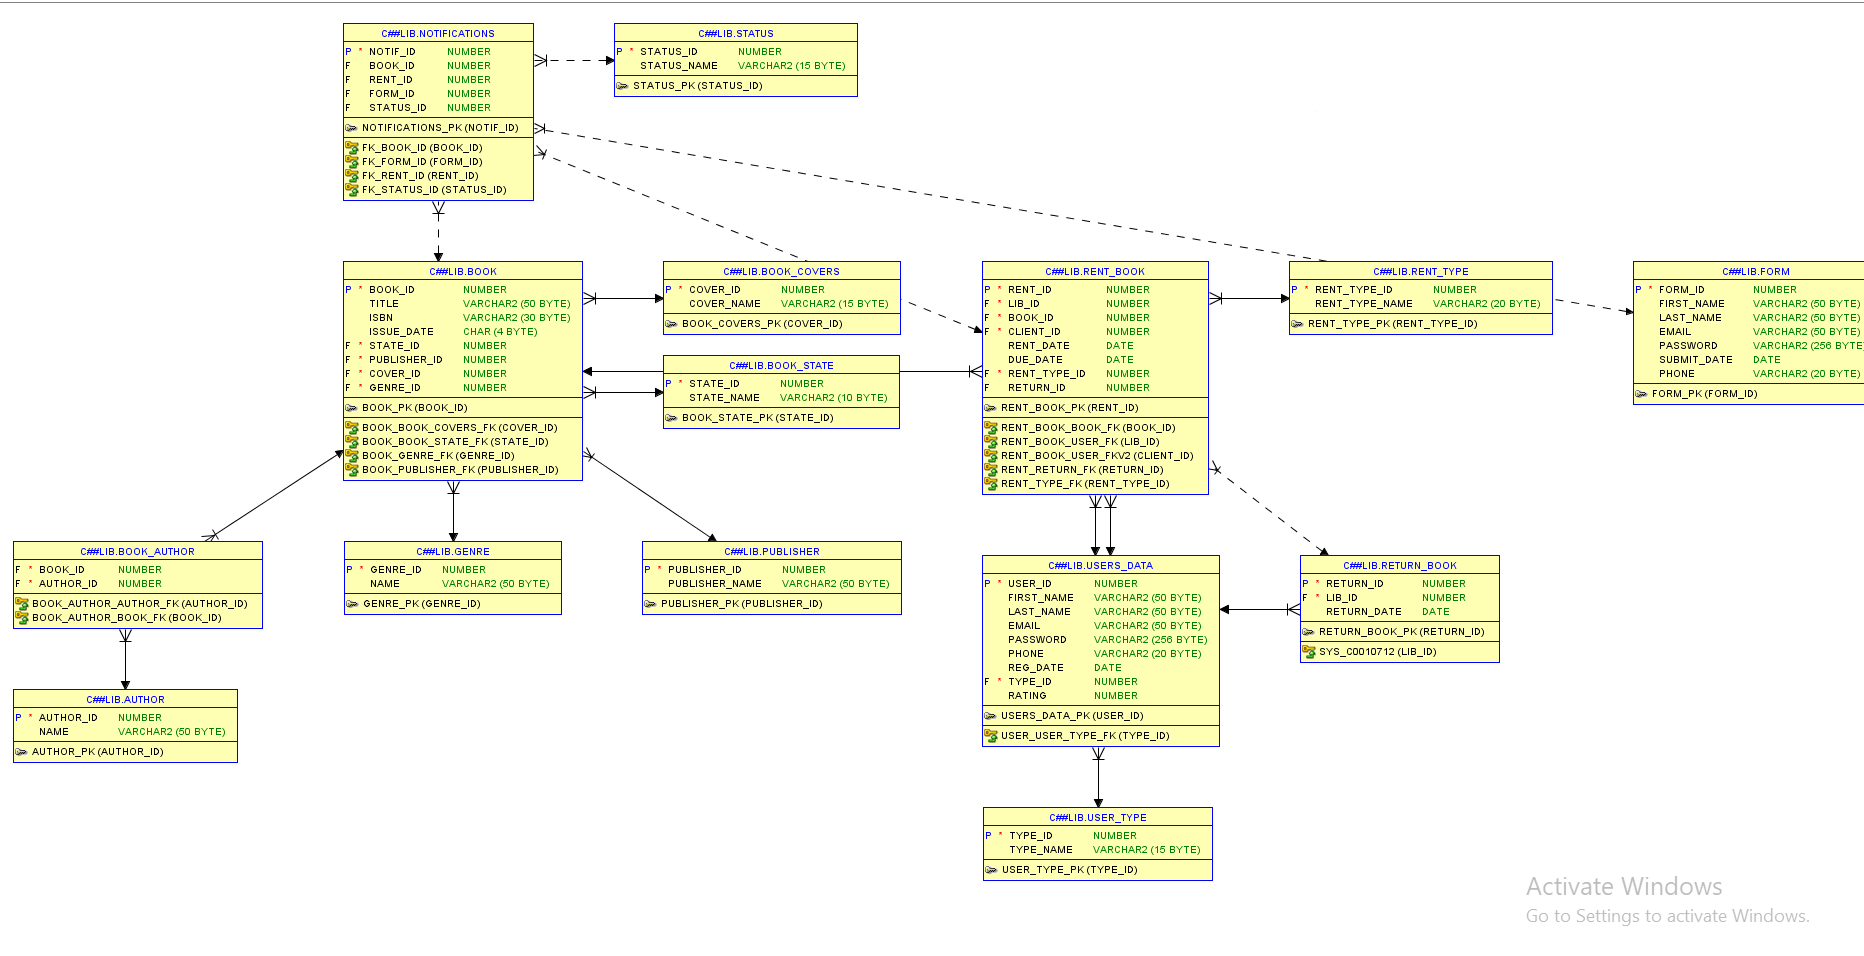 C##LIB.NOTIFICATIONS
P * NOTIF_ID NUMBER
F BOOK_ID NUMBER
F RENT_ID NUMBER
F FORM_ID NUMBER
F STATUS_ID NUMBER
NOTIFICATIONS_PK (NOTIF_ID)
FK_BOOK_ID (BOOK_ID)
FK_FORM_ID (FORM_ID)
FK_RENT_ID (RENT_ID)
FK_STATUS_ID (STATUS_ID)
C##LIB.STATUS
P * STATUS_ID NUMBER
STATUS_NAME VARCHAR2 (15 BYTE)
STATUS_PK (STATUS_ID)
C##LIB.BOOK
P * BOOK_ID NUMBER
TITLE VARCHAR2 (50 BYTE)
ISBN VARCHAR2 (30 BYTE)
ISSUE_DATE CHAR (4 BYTE)
F * STATE_ID NUMBER
F * PUBLISHER_ID NUMBER
F * COVER_ID NUMBER
F * GENRE_ID NUMBER
BOOK_PK (BOOK_ID)
BOOK_BOOK_COVERS_FK (COVER_ID)
BOOK_BOOK_STATE_FK (STATE_ID)
BOOK_GENRE_FK (GENRE_ID)
BOOK_PUBLISHER_FK (PUBLISHER_ID)
C##LIB.BOOK_COVERS
P * COVER_ID NUMBER
COVER_NAME VARCHAR2 (15 BYTE)
BOOK_COVERS_PK (COVER_ID)
C##LIB.BOOK_STATE
P * STATE_ID NUMBER
STATE_NAME VARCHAR2 (10 BYTE)
BOOK_STATE_PK (STATE_ID)
C##LIB.RENT_BOOK
P * RENT_ID NUMBER
F * LIB_ID NUMBER
F * BOOK_ID NUMBER
F * CLIENT_ID NUMBER
RENT_DATE DATE
DUE_DATE DATE
F * RENT_TYPE_ID NUMBER
F RETURN_ID NUMBER
RENT_BOOK_PK (RENT_ID)
RENT_BOOK_BOOK_FK (BOOK_ID)
RENT_BOOK_USER_FK (LIB_ID)
RENT_BOOK_USER_FKV2 (CLIENT_ID)
RENT_RETURN_FK (RETURN_ID)
RENT_TYPE_FK (RENT_TYPE_ID)
C##LIB.RENT_TYPE
P * RENT_TYPE_ID NUMBER
RENT_TYPE_NAME VARCHAR2 (20 BYTE)
RENT_TYPE_PK (RENT_TYPE_ID)
C##LIB.FORM
P * FORM_ID NUMBER
FIRST_NAME VARCHAR2 (50 BYTE)
LAST_NAME VARCHAR2 (50 BYTE)
EMAIL VARCHAR2 (50 BYTE)
PASSWORD VARCHAR2 (256 BYTE
SUBMIT_DATE DATE
PHONE VARCHAR2 (20 BYTE)
FORM_PK (FORM_ID)
C##LIB.BOOK_AUTHOR
F * BOOK_ID NUMBER
F * AUTHOR_ID NUMBER
BOOK_AUTHOR_AUTHOR_FK (AUTHOR_ID)
BOOK_AUTHOR_BOOK_FK (BOOK_ID)
C##LIB.GENRE
P * GENRE_ID NUMBER
NAME VARCHAR2 (50 BYTE)
GENRE_PK (GENRE_ID)
C##LIB.PUBLISHER
P * PUBLISHER_ID NUMBER
PUBLISHER_NAME VARCHAR2 (50 BYTE)
PUBLISHER_PK (PUBLISHER_ID)
C##LIB.USERS_DATA
P * USER_ID NUMBER
FIRST_NAME VARCHAR2 (50 BYTE)
LAST_NAME VARCHAR2 (50 BYTE)
EMAIL VARCHAR2 (50 BYTE)
PASSWORD VARCHAR2 (256 BYTE)
PHONE VARCHAR2 (20 BYTE)
REG_DATE DATE
F * TYPE_ID NUMBER
RATING NUMBER
USERS_DATA_PK (USER_ID)
USER_USER_TYPE_FK (TYPE_ID)
C##LIB.RETURN_BOOK
P * RETURN_ID NUMBER
F * LIB_ID NUMBER
RETURN_DATE DATE
RETURN_BOOK_PK (RETURN_ID)
SYS_C0010712 (LIB_ID)
C##LIB.AUTHOR
P * AUTHOR_ID NUMBER
NAME VARCHAR2 (50 BYTE)
AUTHOR_PK (AUTHOR_ID)
C##LIB.USER_TYPE
P * TYPE_ID NUMBER
TYPE_NAME VARCHAR2 (15 BYTE)
USER_TYPE_PK (TYPE_ID)
Activate Windows
Go to Settings to activate Windows.